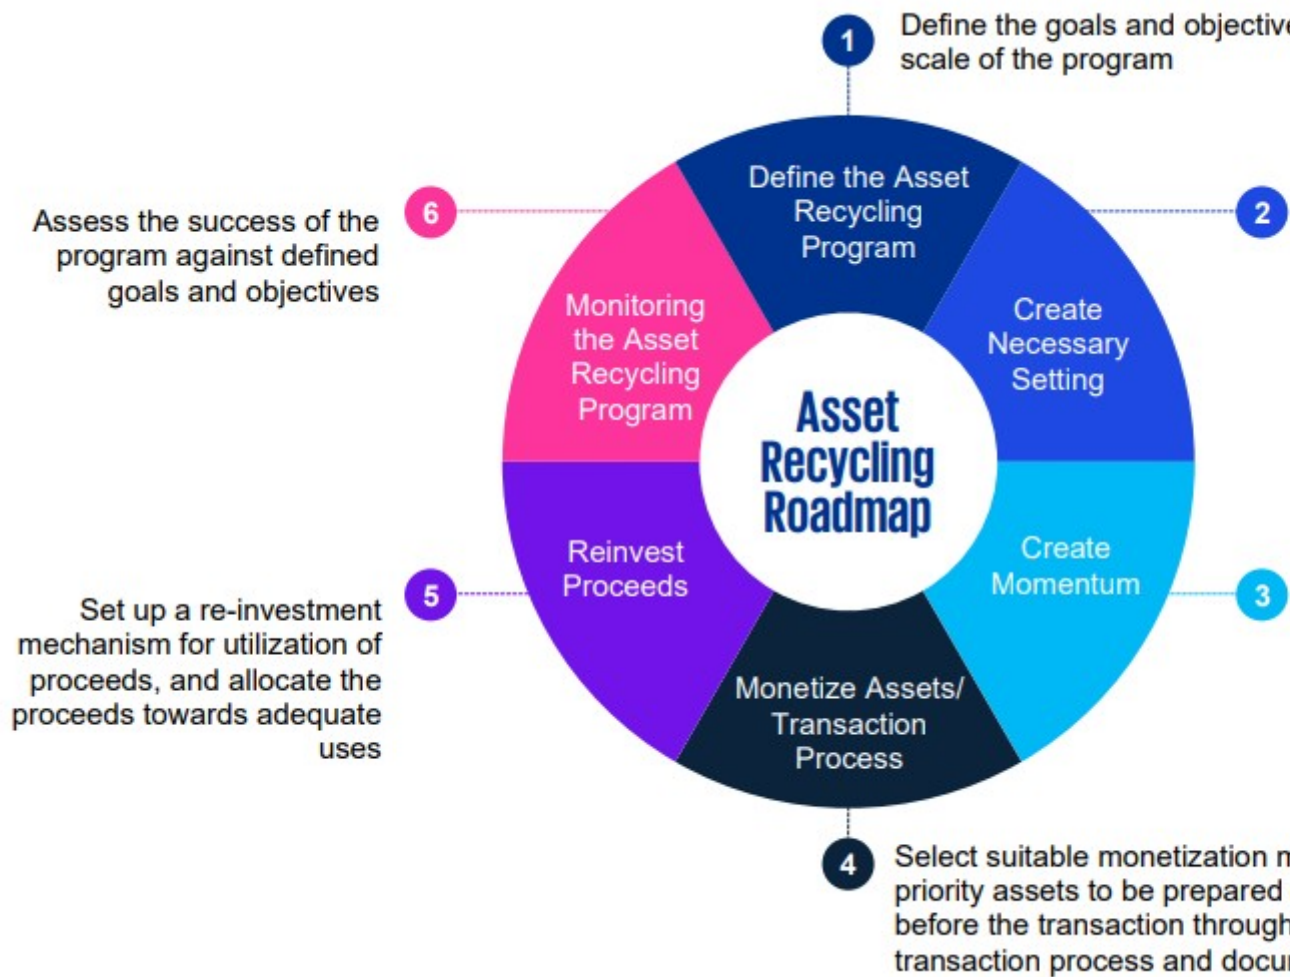 1
Define the goals and objective
scale of the program
Define the Asset
Recycling
Program
2
Create
Necessary
Setting
3
Create
Momentum
4
Monetize Assets/
Transaction
Process
Select suitable monetization
priority assets to be prepared
before the transaction through
transaction process and
5
Reinvest
Proceeds
Set up a re-investment
mechanism for utilization of
proceeds, and allocate the
proceeds towards adequate
uses
6
Monitoring
the Asset
Recycling
Program
Assess the success of the
program against defined
goals and objectives
Asset
Recycling
Roadmap